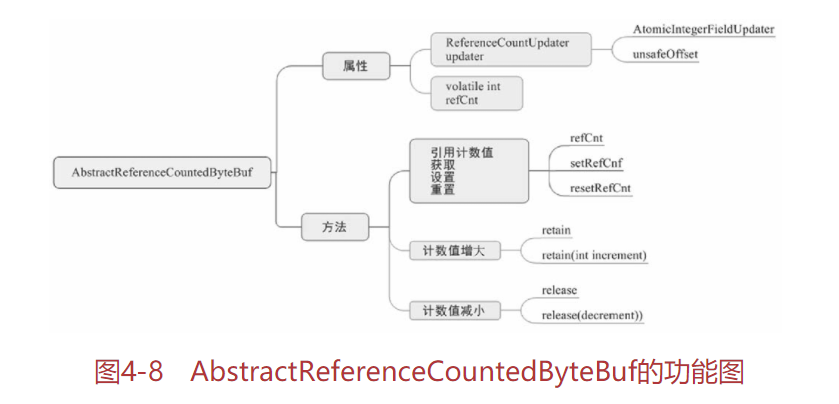 AbstractReferenceCountedByteBuf
属性
ReferenceCountUpdater
updater
AtomicIntegerFieldUpdater
unsafeOffset
volatile int
refCnt
方法
引用计数值
获取
设置
重置
refCnt
setRefCnf
resetRefCnt
计数值增大
retain
retain(int increment)
计数值减小
release
release(decrement))
图4-8 AbstractReferenceCountedByteBuf的功能图